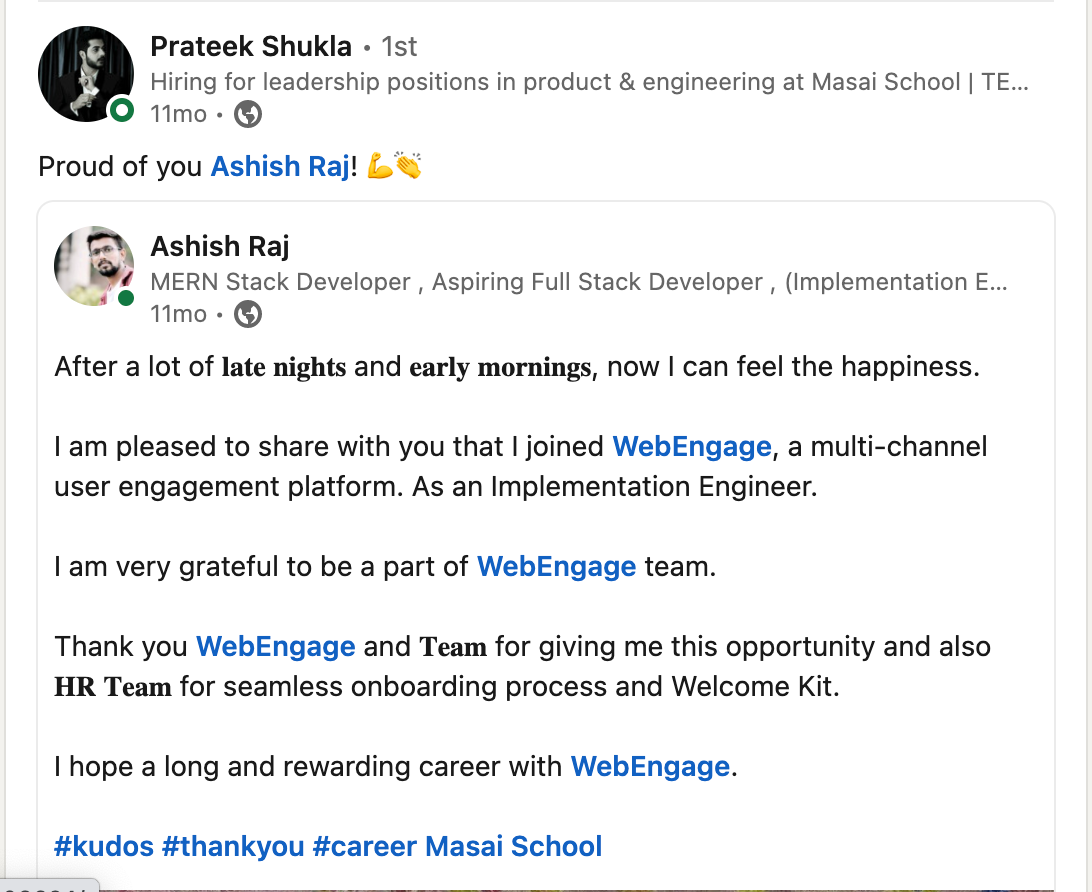 Prateek Shukla • 1st
Hiring for leadership positions in product & engineering at Masai School | TE...
11mo •
Proud of you Ashish Raj! 💪👏
Ashish Raj
MERN Stack Developer , Aspiring Full Stack Developer , (Implementation E...
11mo •
After a lot of 𝐥𝐚𝐭𝐞 𝐧𝐢𝐠𝐡𝐭𝐬 and 𝐞𝐚𝐫𝐥𝐲 𝐦𝐨𝐫𝐧𝐢𝐧𝐠𝐬, now I can feel the happiness.
I am pleased to share with you that I joined WebEngage, a multi-channel
user engagement platform. As an Implementation Engineer.
I am very grateful to be a part of WebEngage team.
Thank you WebEngage and 𝐓𝐞𝐚𝐦 for giving me this opportunity and also
𝐇𝐑 𝐓𝐞𝐚𝐦 for seamless onboarding process and Welcome Kit.
I hope a long and rewarding career with WebEngage.
#kudos #thankyou #career Masai School